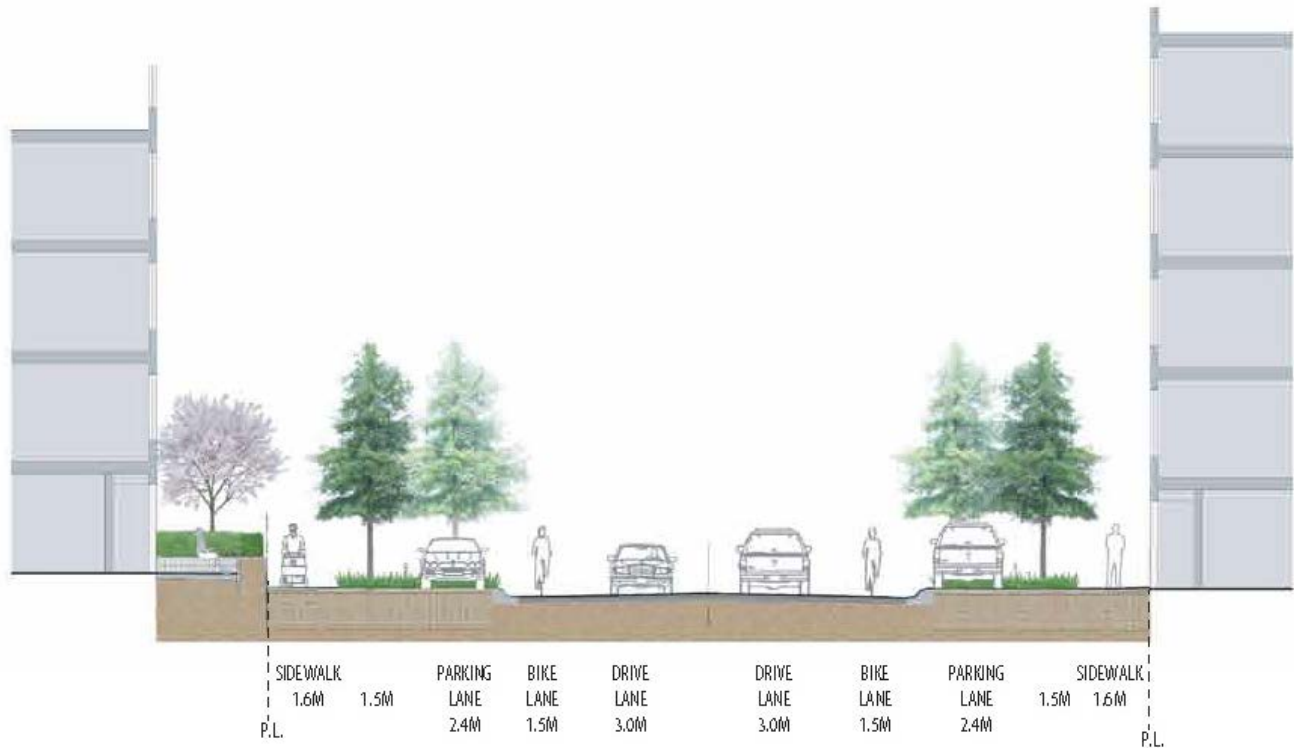 SIDEWALK
1.6M
1.5M
PARKING
LANE
2.4M
BIKE
LANE
1.5M
DRIVE
LANE
3.0M
DRIVE
LANE
3.0M
BIKE
LANE
1.5M
PARKING
LANE
2.4M
1.5M
SIDEWALK
1.6M
P.L.
P.L.